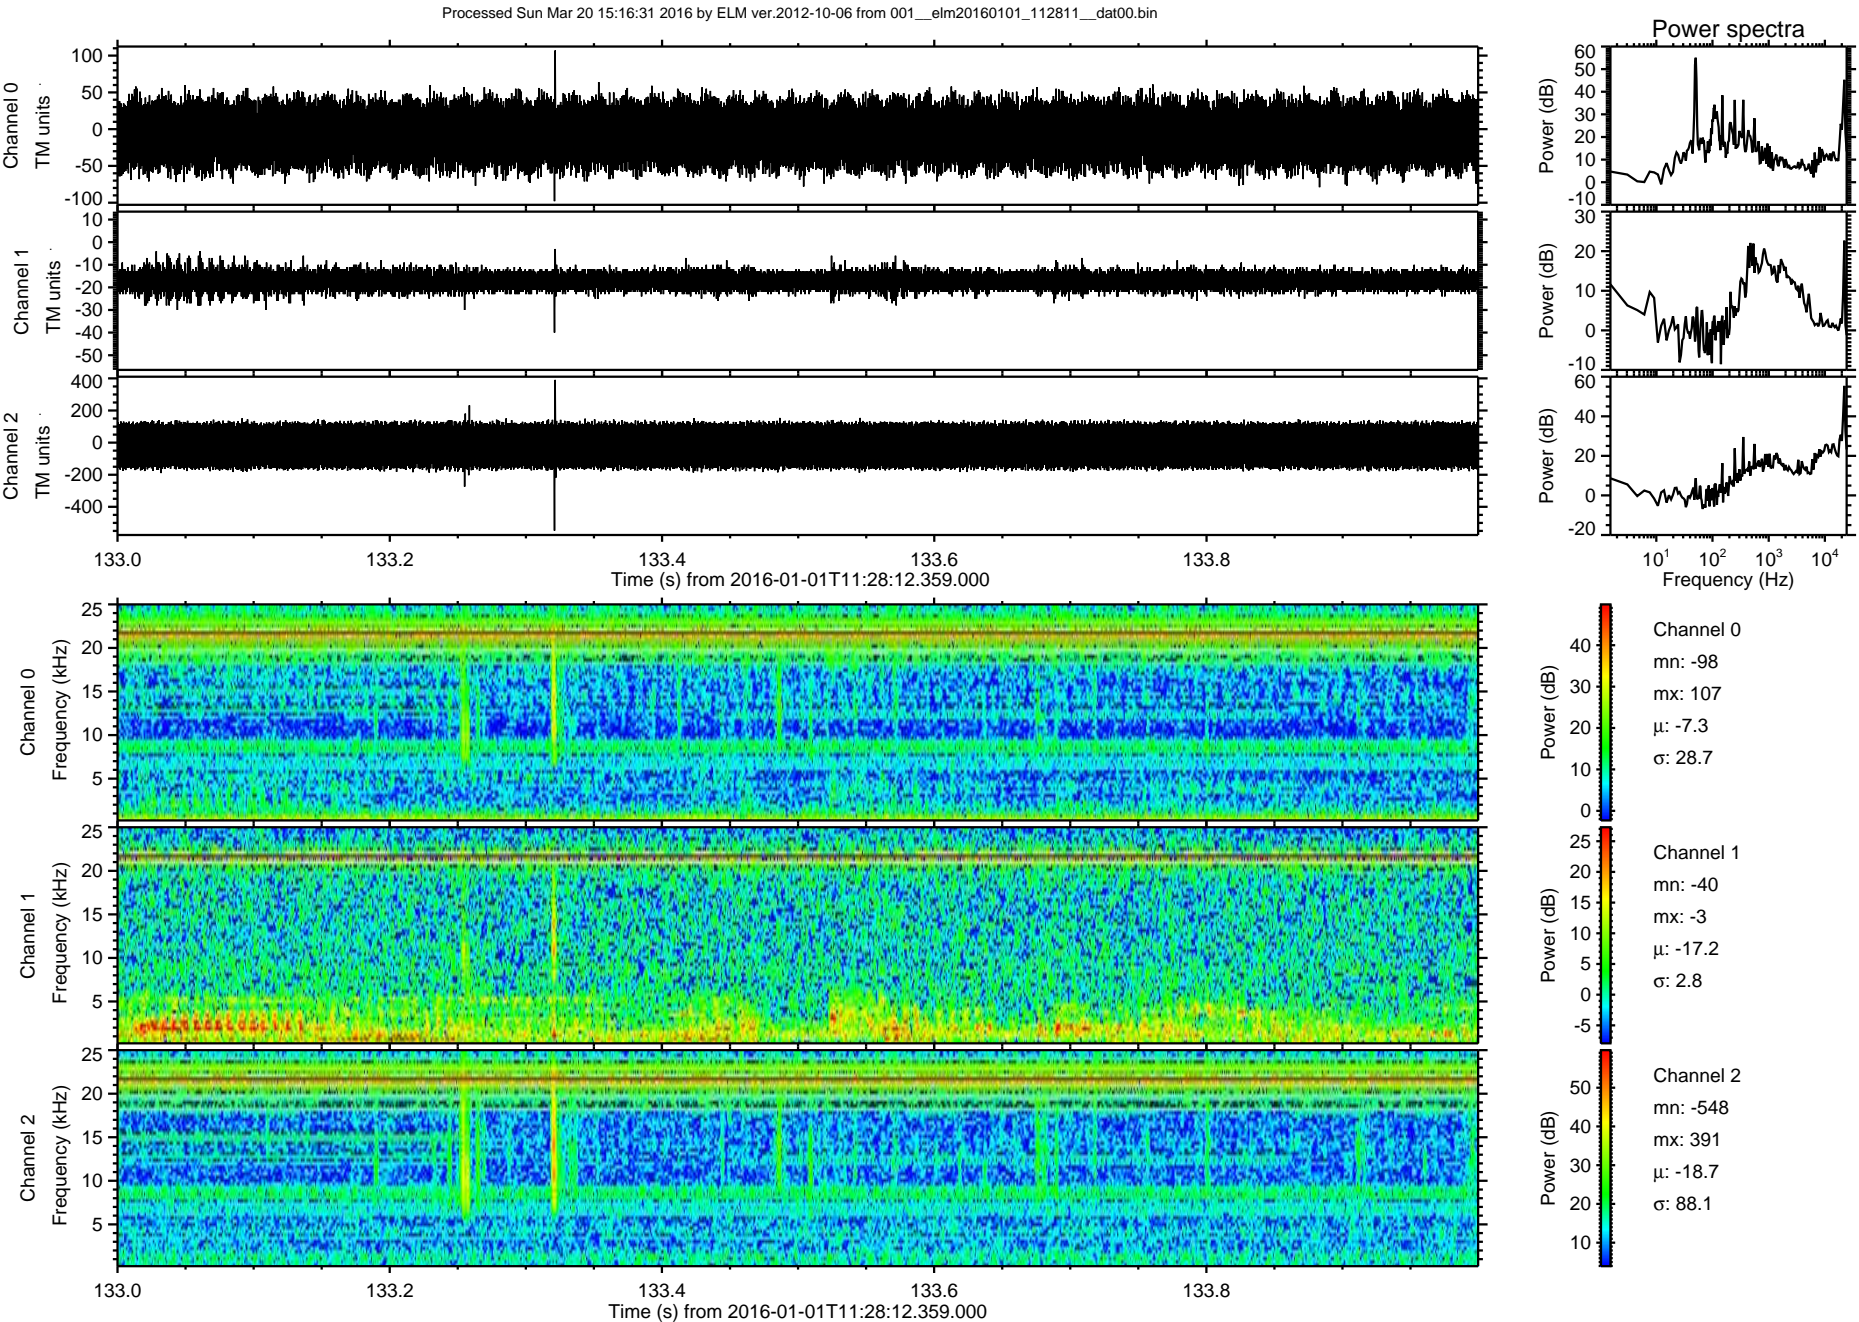 Processed Sun Mar 20 15:16:31 2016 by ELM ver.2012-10-06 from 001__elm20160101_112811__dat00.bin
Power spectra
Channel 0
TM units
100
50
0
-50
-100
Power (dB)
60
50
40
30
20
10
0
-10
Channel 1
TM units
10
0
-10
-20
-30
-40
-50
Power (dB)
30
20
10
0
-10
Channel 2
TM units
400
200
0
-200
-400
Power (dB)
60
40
20
0
-20
133.0 133.2 133.4 133.6 133.8
Time (s) from 2016-01-01T11:28:12.359.000
10^1 10^2 10^3 10^4
Frequency (Hz)
Channel 0
Frequency (kHz)
25
20
15
10
5
Power (dB)
40
30
20
10
0
Channel 0
mn: -98
mx: 107
μ: -7.3
σ: 28.7
Channel 1
Frequency (kHz)
25
20
15
10
5
Power (dB)
25
20
15
10
5
0
-5
Channel 1
mn: -40
mx: -3
μ: -17.2
σ: 2.8
Channel 2
Frequency (kHz)
25
20
15
10
5
Power (dB)
50
40
30
20
10
Channel 2
mn: -548
mx: 391
μ: -18.7
σ: 88.1
133.0 133.2 133.4 133.6 133.8
Time (s) from 2016-01-01T11:28:12.359.000